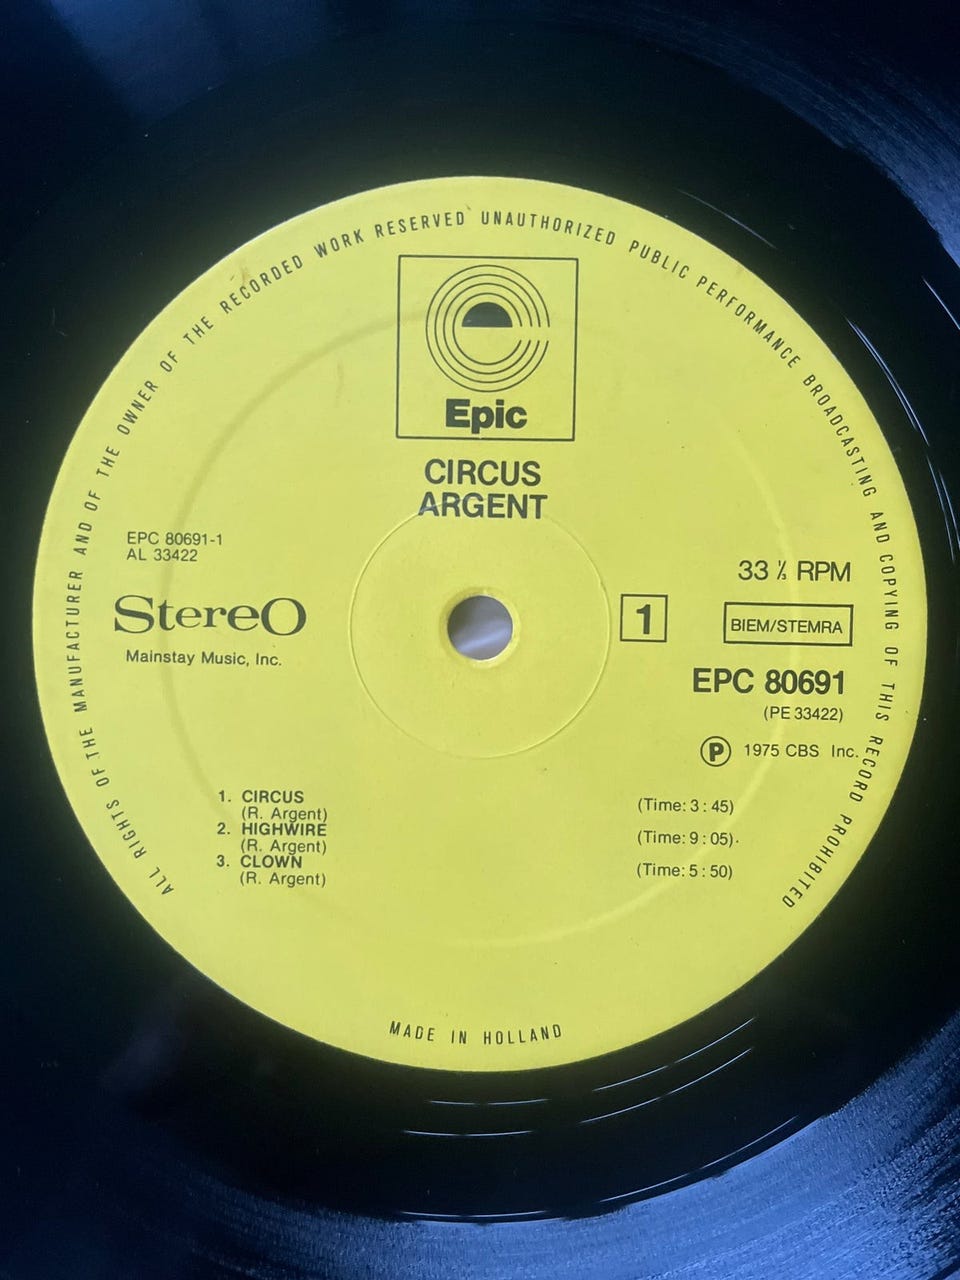 ALL RIGHTS OF THE MANUFACTURER AND OF THE OWNER OF THE RECORDED WORK RESERVED UNAUTHORIZED PUBLIC PERFORMANCE BROADCASTING AND COPYING OF THIS RECORD PROHIBITED
Epic
CIRCUS
ARGENT
EPC 80691-1
AL 33422
Stereo
Mainstay Music, Inc.
33 ⅓ RPM
1
BIEM/STEMRA
EPC 80691
(PE 33422)
Ⓟ 1975 CBS Inc.
1. CIRCUS (Time: 3:45)
(R. Argent)
2. HIGHWIRE (Time: 9:05)
(R. Argent)
3. CLOWN (Time: 5:50)
(R. Argent)
MADE IN HOLLAND